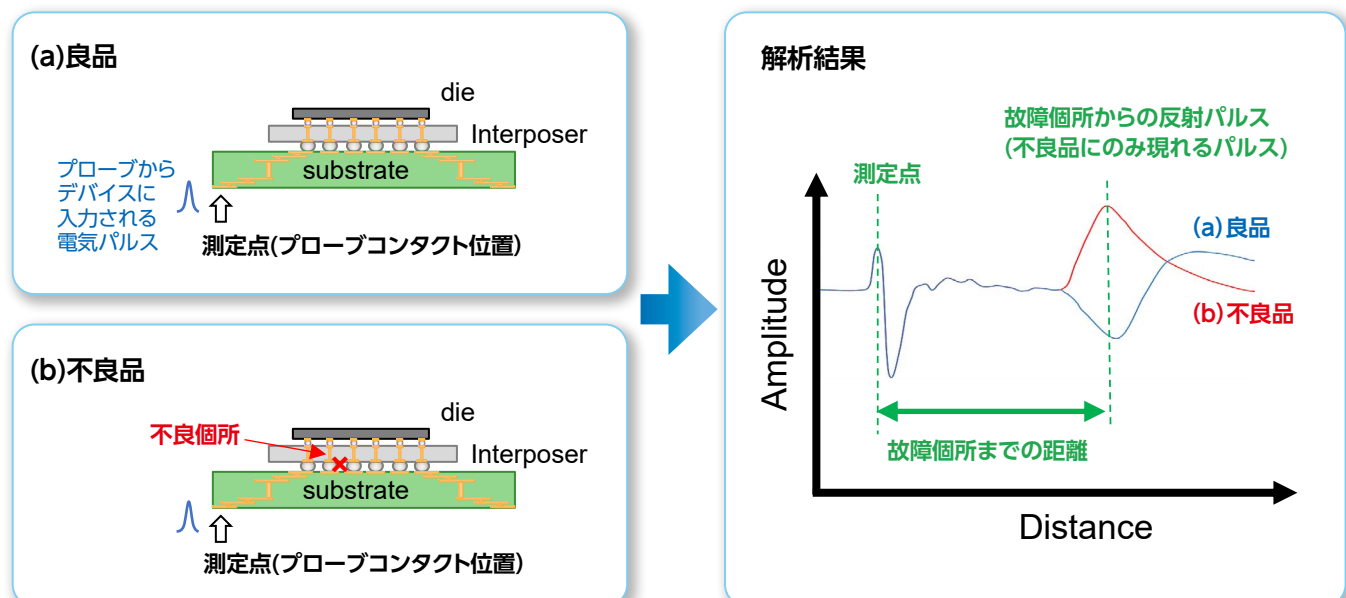 (a)良品
die
Interposer
substrate
プローブから
デバイスに
入力される
電気パルス
測定点(プローブコンタクト位置)
(b)不良品
die
不良個所
Interposer
substrate
測定点(プローブコンタクト位置)
解析結果
故障個所からの反射パルス
(不良品にのみ現れるパルス)
測定点
(a)良品
(b)不良品
Amplitude
故障個所までの距離
Distance